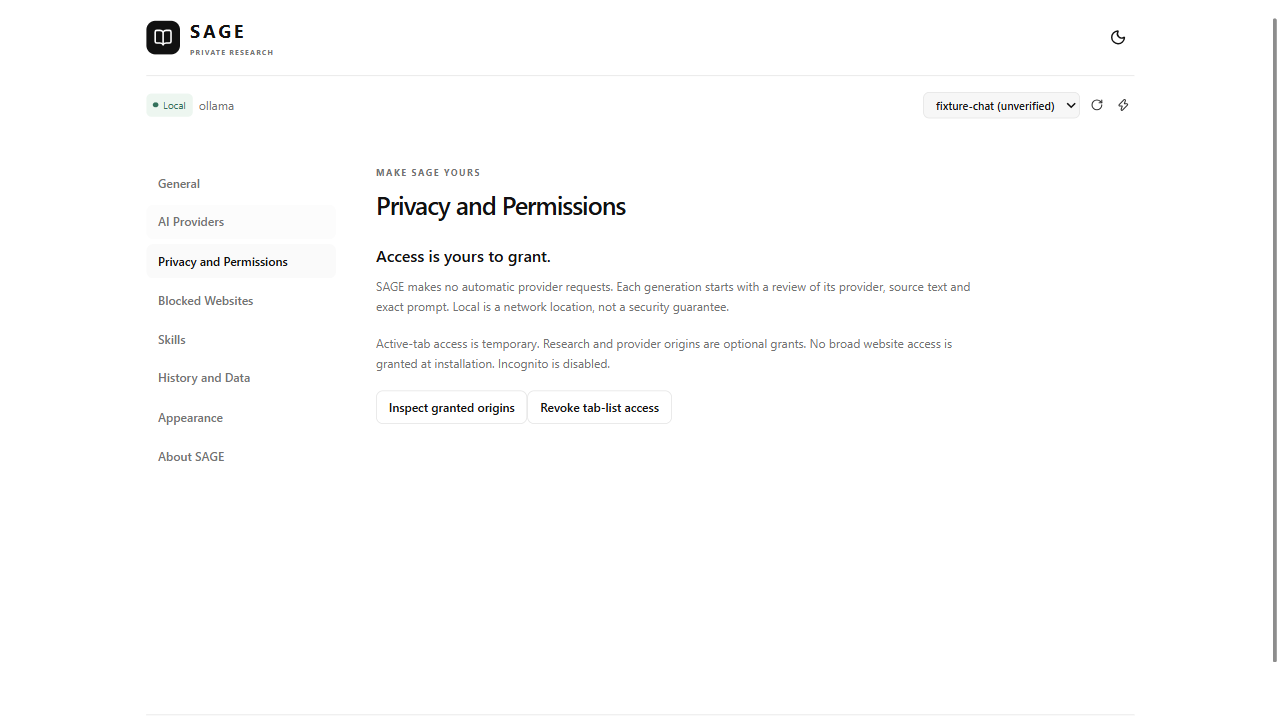 SAGE
PRIVATE RESEARCH
Local
ollama
fixture-chat (unverified)
General
AI Providers
Privacy and Permissions
Blocked Websites
Skills
History and Data
Appearance
About SAGE
MAKE SAGE YOURS
Privacy and Permissions
Access is yours to grant.
SAGE makes no automatic provider requests. Each generation starts with a review of its provider, source text and
exact prompt. Local is a network location, not a security guarantee.
Active-tab access is temporary. Research and provider origins are optional grants. No broad website access is
granted at installation. Incognito is disabled.
Inspect granted origins
Revoke tab-list access